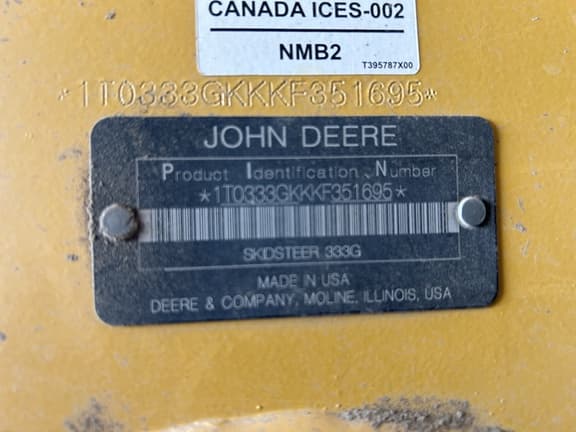 CANADA ICES-002
NMB2
T395787X00
*1T0333GKKKF351695*
JOHN DEERE
Product Identification Number
*1T0333GKKKF351695*
SKIDSTEER 333G
MADE IN USA
DEERE & COMPANY, MOLINE, ILLINOIS, USA